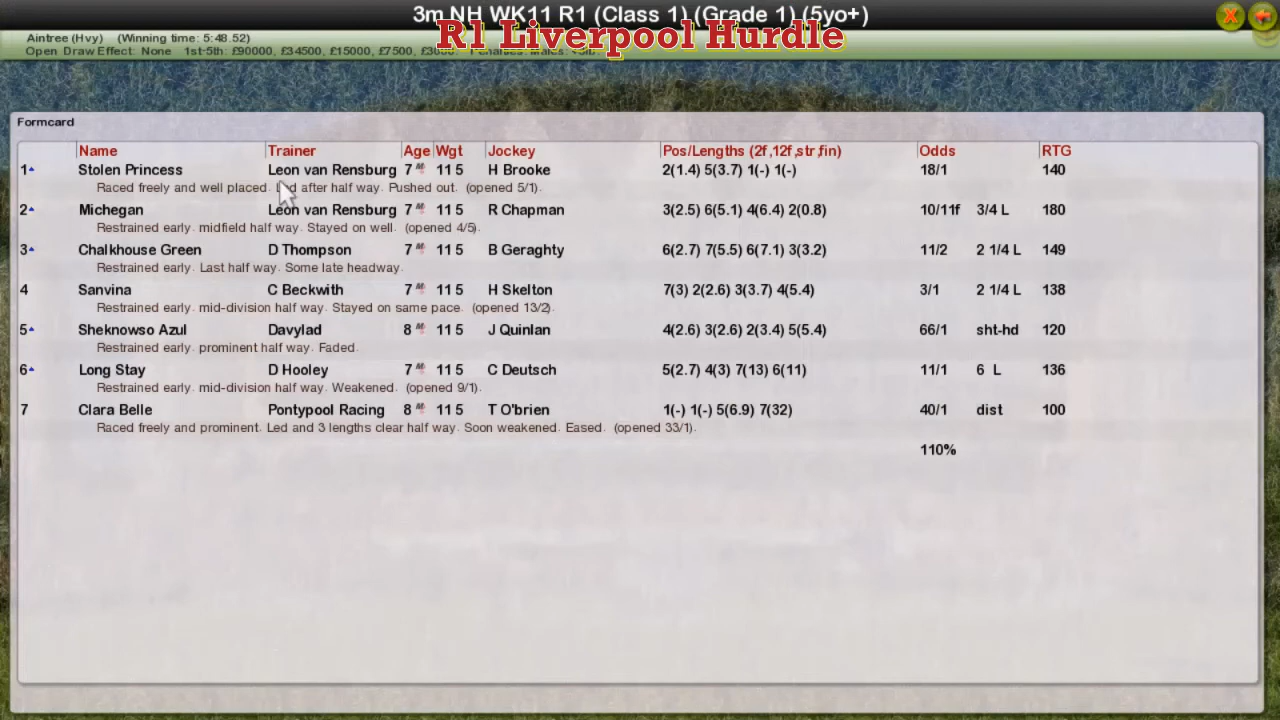 3m NH WK11 R1 (Class 1) (Grade 1) (5yo+)
R1 Liverpool Hurdle
Aintree (Hvy) (Winning time: 5:48.52)
Open Draw Effect: None 1st-5th: £90000, £34500, £15000, £7500,
Formcard
Name Trainer Age Wgt Jockey Pos/Lengths (2f,12f,str,fin) Odds RTG
1 Stolen Princess Leon van Rensburg 7 11 5 H Brooke 2(1.4) 5(3.7) 1(-) 1(-) 18/1 140
Raced freely and well placed. Led after half way. Pushed out. (opened 5/1).
2 Michegan Leon van Rensburg 7 11 5 R Chapman 3(2.5) 6(5.1) 4(6.4) 2(0.8) 10/11f 3/4 L 180
Restrained early. midfield half way. Stayed on well. (opened 4/5).
3 Chalkhouse Green D Thompson 7 11 5 B Geraghty 6(2.7) 7(5.5) 6(7.1) 3(3.2) 11/2 2 1/4 L 149
Restrained early. Last half way. Some late headway.
4 Sanvina C Beckwith 7 11 5 H Skelton 7(3) 2(2.6) 3(3.7) 4(5.4) 3/1 2 1/4 L 138
Restrained early. mid-division half way. Stayed on same pace. (opened 13/2).
5 Sheknowso Azul Davylad 8 11 5 J Quinlan 4(2.6) 3(2.6) 2(3.4) 5(5.4) 66/1 sht-hd 120
Restrained early. prominent half way. Faded.
6 Long Stay D Hooley 7 11 5 C Deutsch 5(2.7) 4(3) 7(13) 6(11) 11/1 6 L 136
Restrained early. mid-division half way. Weakened. (opened 9/1).
7 Clara Belle Pontypool Racing 8 11 5 T O'brien 1(-) 1(-) 5(6.9) 7(32) 40/1 dist 100
Raced freely and prominent. Led and 3 lengths clear half way. Soon weakened. Eased. (opened 33/1).
110%